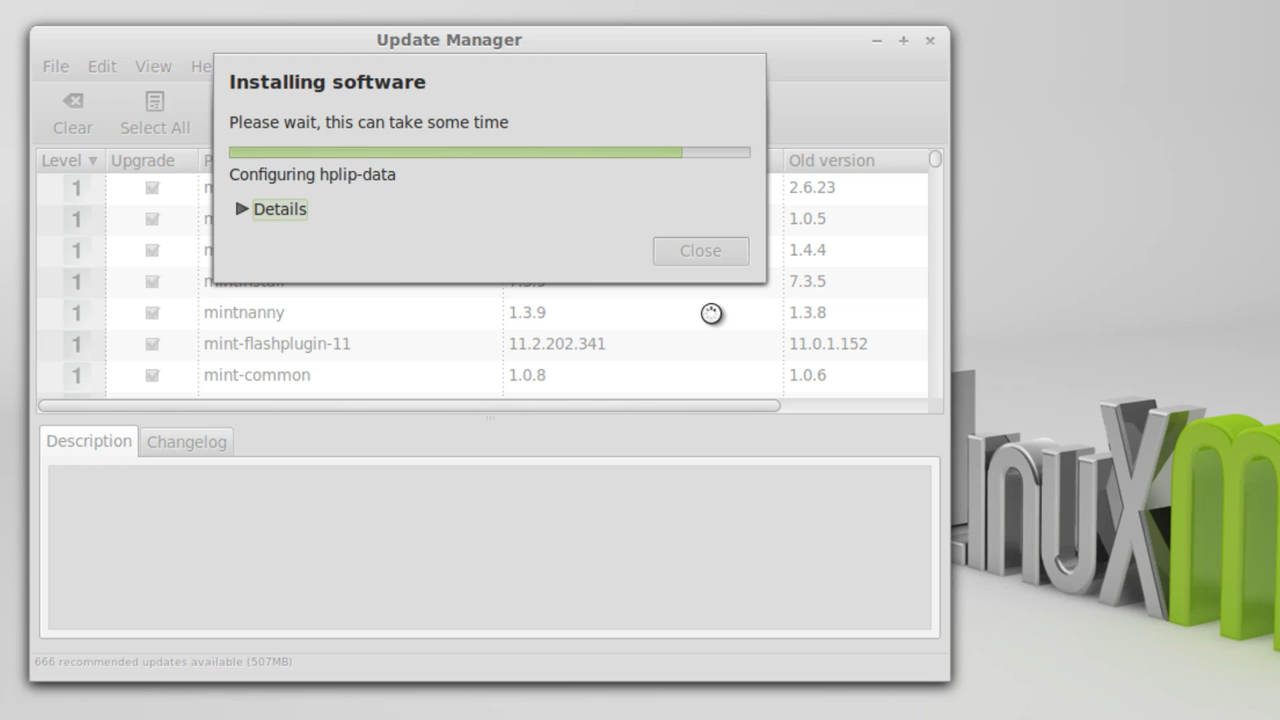 Update Manager
File Edit View He
Installing software
Please wait, this can take some time
Configuring hplip-data
Details
Close
Clear Select All
Level Upgrade P Old version
1 m 2.6.23
1 m 1.0.5
1 m 1.4.4
1 mintinstall 7.3.5
1 mintnanny 1.3.9 1.3.8
1 mint-flashplugin-11 11.2.202.341 11.0.1.152
1 mint-common 1.0.8 1.0.6
Description Changelog
666 recommended updates available (507MB)
Linux m